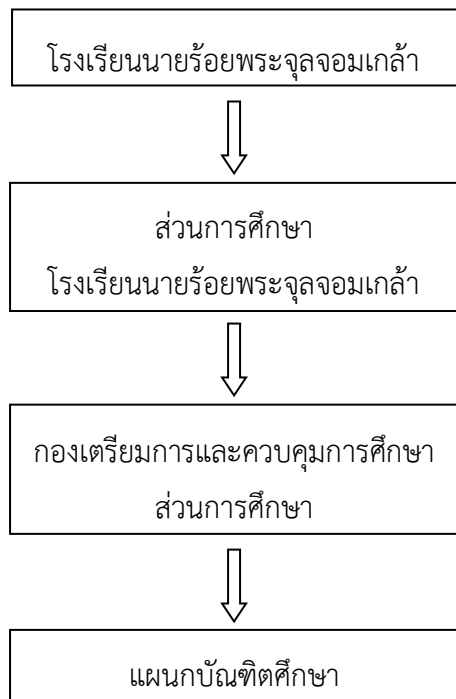 โรงเรียนนายร้อยพระจุลจอมเกล้า
ส่วนการศึกษา
โรงเรียนนายร้อยพระจุลจอมเกล้า
กองเตรียมการและควบคุมการศึกษา
ส่วนการศึกษา
แผนกบัณฑิตศึกษา